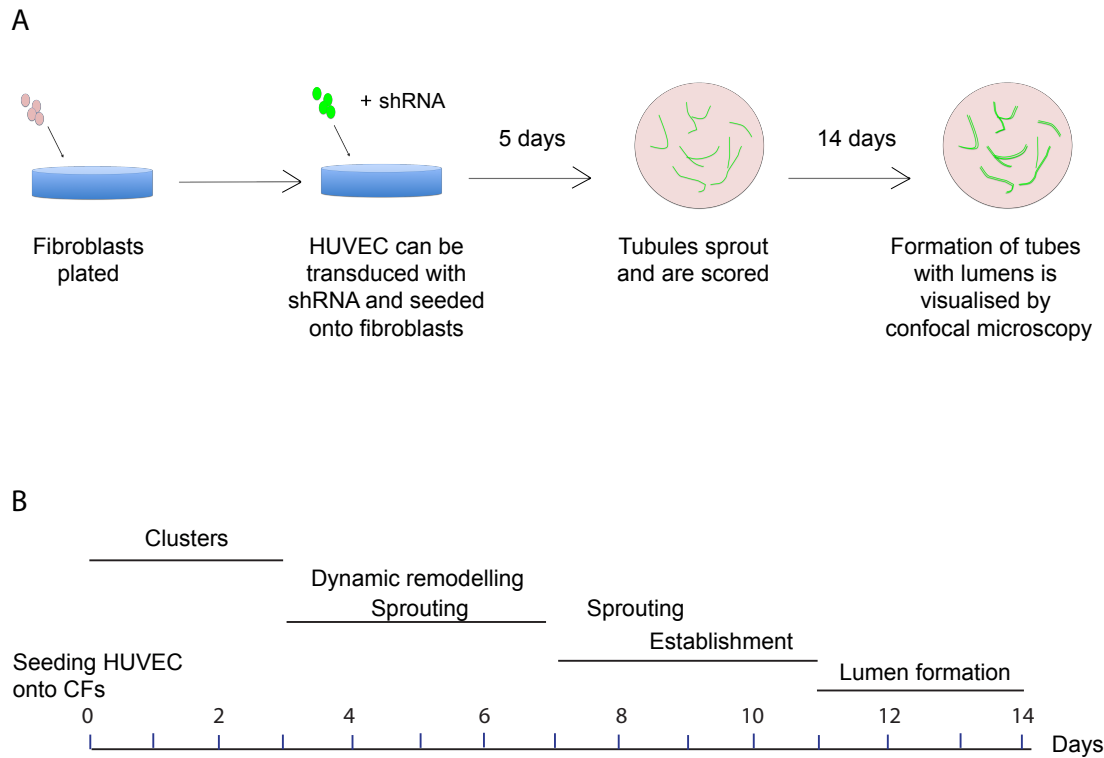 A
+ shRNA
5 days
14 days
Fibroblasts
plated
HUVEC can be
transduced with
shRNA and seeded
onto fibroblasts
Tubules sprout
and are scored
Formation of tubes
with lumens is
visualised by
confocal microscopy
B
Clusters
Dynamic remodelling
Sprouting
Sprouting
Establishment
Lumen formation
Seeding HUVEC
onto CFs
0 2 4 6 8 10 12 14
Days